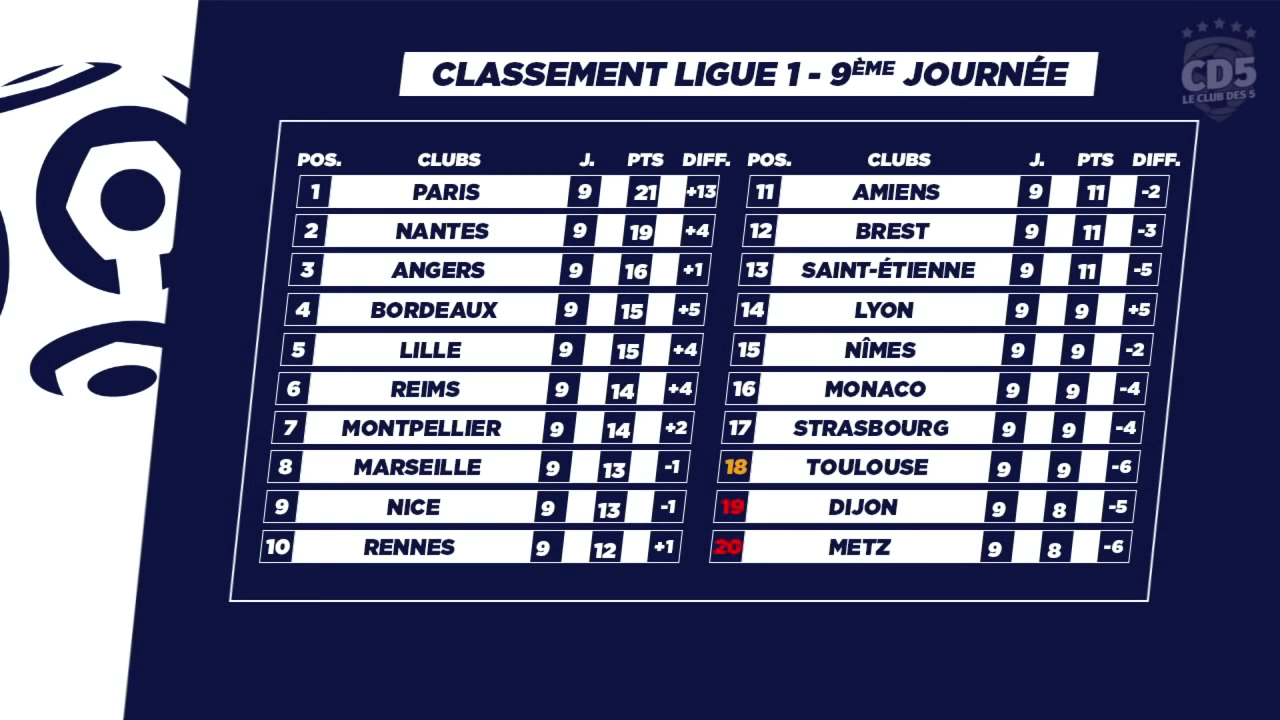 CLASSEMENT LIGUE 1 - 9ÈME JOURNÉE
CD5
LE CLUB DES 5
POS. CLUBS J. PTS DIFF.
1 PARIS 9 21 +13
2 NANTES 9 19 +4
3 ANGERS 9 16 +1
4 BORDEAUX 9 15 +5
5 LILLE 9 15 +4
6 REIMS 9 14 +4
7 MONTPELLIER 9 14 +2
8 MARSEILLE 9 13 -1
9 NICE 9 13 -1
10 RENNES 9 12 +1
POS. CLUBS J. PTS DIFF.
11 AMIENS 9 11 -2
12 BREST 9 11 -3
13 SAINT-ÉTIENNE 9 11 -5
14 LYON 9 9 +5
15 NÎMES 9 9 -2
16 MONACO 9 9 -4
17 STRASBOURG 9 9 -4
18 TOULOUSE 9 9 -6
19 DIJON 9 8 -5
20 METZ 9 8 -6